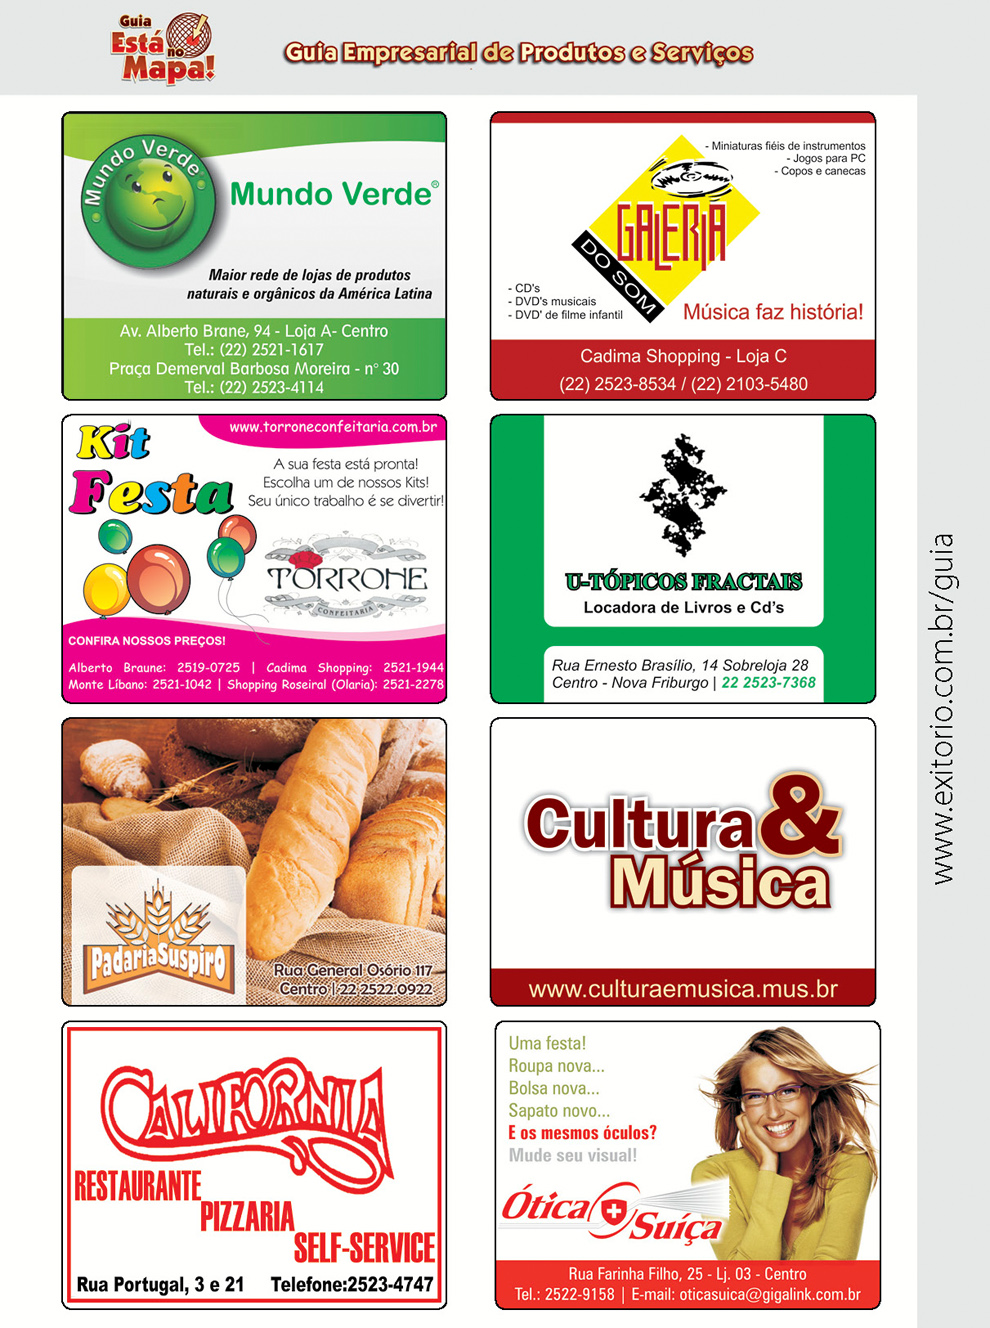 Guia
Está
no
Mapa!
Guia Empresarial de Produtos e Serviços
Mundo Verde
Mundo Verde®
Maior rede de lojas de produtos
naturais e orgânicos da América Latina
Av. Alberto Brane, 94 - Loja A- Centro
Tel.: (22) 2521-1617
Praça Demerval Barbosa Moreira - nº 30
Tel.: (22) 2523-4114
- Miniaturas fiéis de instrumentos
- Jogos para PC
- Copos e canecas
GALERIA
DO SOM
- CD's
- DVD's musicais
- DVD' de filme infantil
Música faz história!
Cadima Shopping - Loja C
(22) 2523-8534 / (22) 2103-5480
www.torroneconfeitaria.com.br
Kit
Festa
A sua festa está pronta!
Escolha um de nossos Kits!
Seu único trabalho é se divertir!
TORRONE
CONFEITARIA
CONFIRA NOSSOS PREÇOS!
Alberto Braune: 2519-0725 | Cadima Shopping: 2521-1944
Monte Líbano: 2521-1042 | Shopping Roseiral (Olaria): 2521-2278
U-TÓPICOS FRACTAIS
Locadora de Livros e Cd's
Rua Ernesto Brasílio, 14 Sobreloja 28
Centro - Nova Friburgo | 22 2523-7368
Padaria Suspiro
Rua General Osório 117
Centro | 22 2522.0922
Cultura &
Música
www.culturaemusica.mus.br
CALIFORNIA
RESTAURANTE
PIZZARIA
SELF-SERVICE
Rua Portugal, 3 e 21 Telefone:2523-4747
Uma festa!
Roupa nova...
Bolsa nova...
Sapato novo...
E os mesmos óculos?
Mude seu visual!
Ótica
Suíça
Rua Farinha Filho, 25 - Lj. 03 - Centro
Tel.: 2522-9158 | E-mail: oticasuica@gigalink.com.br
www.exitorio.com.br/guia